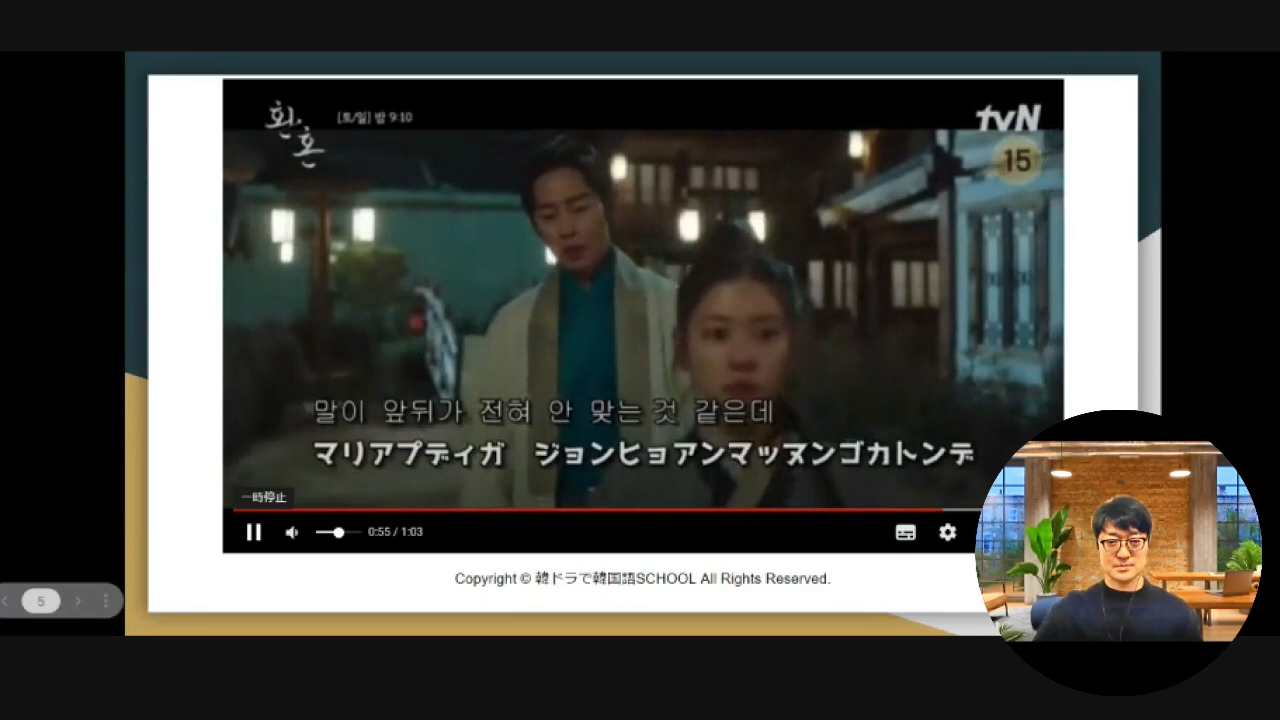 환혼
[토/일] 밤 9:10
tvN
15
말이 앞뒤가 전혀 안 맞는 것 같은데
マリアプディガ ジョンヒョアンマッヌンゴカトンデ
一時停止
0:55 / 1:03
Copyright © 韓ドラで韓国語SCHOOL All Rights Reserved.
5